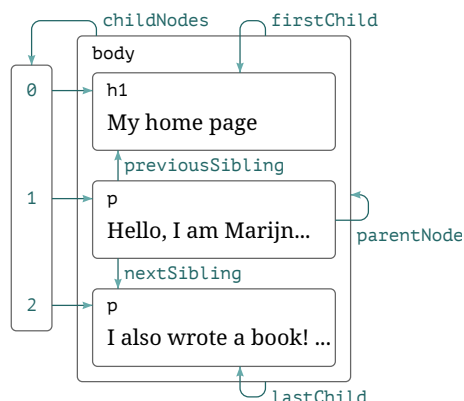 childNodes
firstChild
body
0
h1
My home page
previousSibling
1
p
Hello, I am Marijn...
parentNode
nextSibling
2
p
I also wrote a book! ...
lastChild